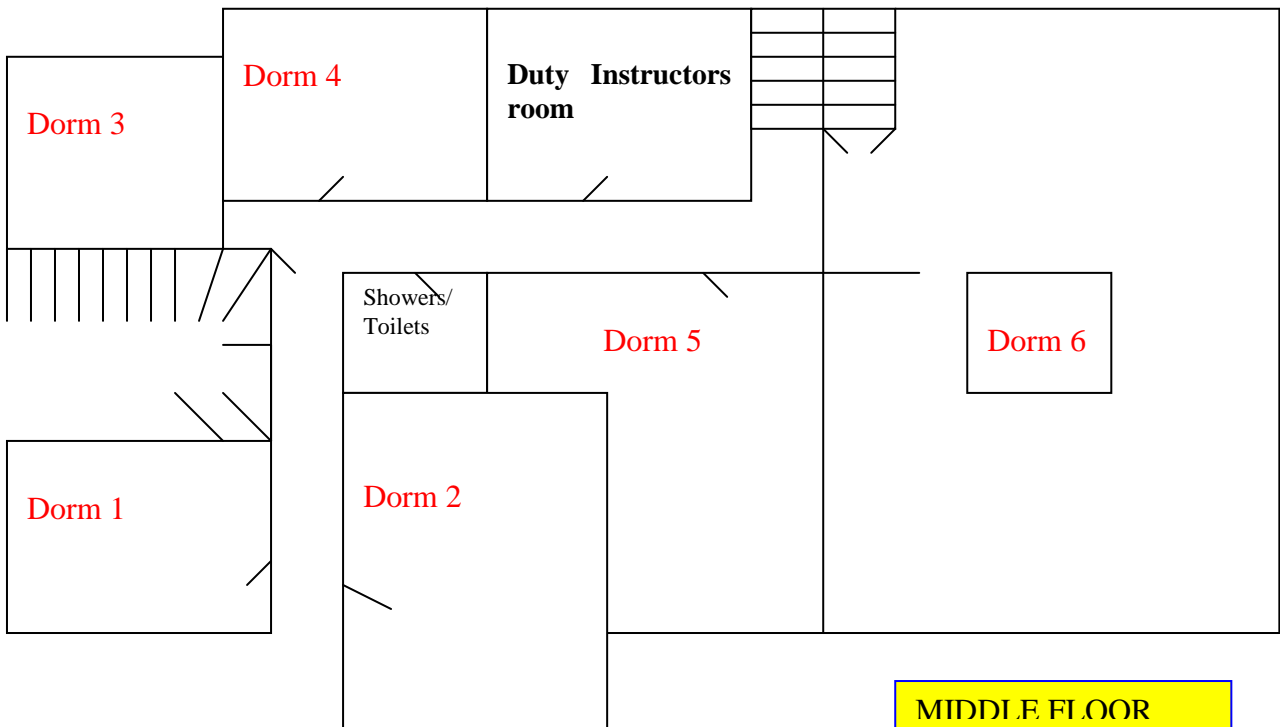 Dorm 4
Duty Instructors
room
Dorm 3
Showers/
Toilets
Dorm 5
Dorm 6
Dorm 1
Dorm 2
MIDDLE FLOOR